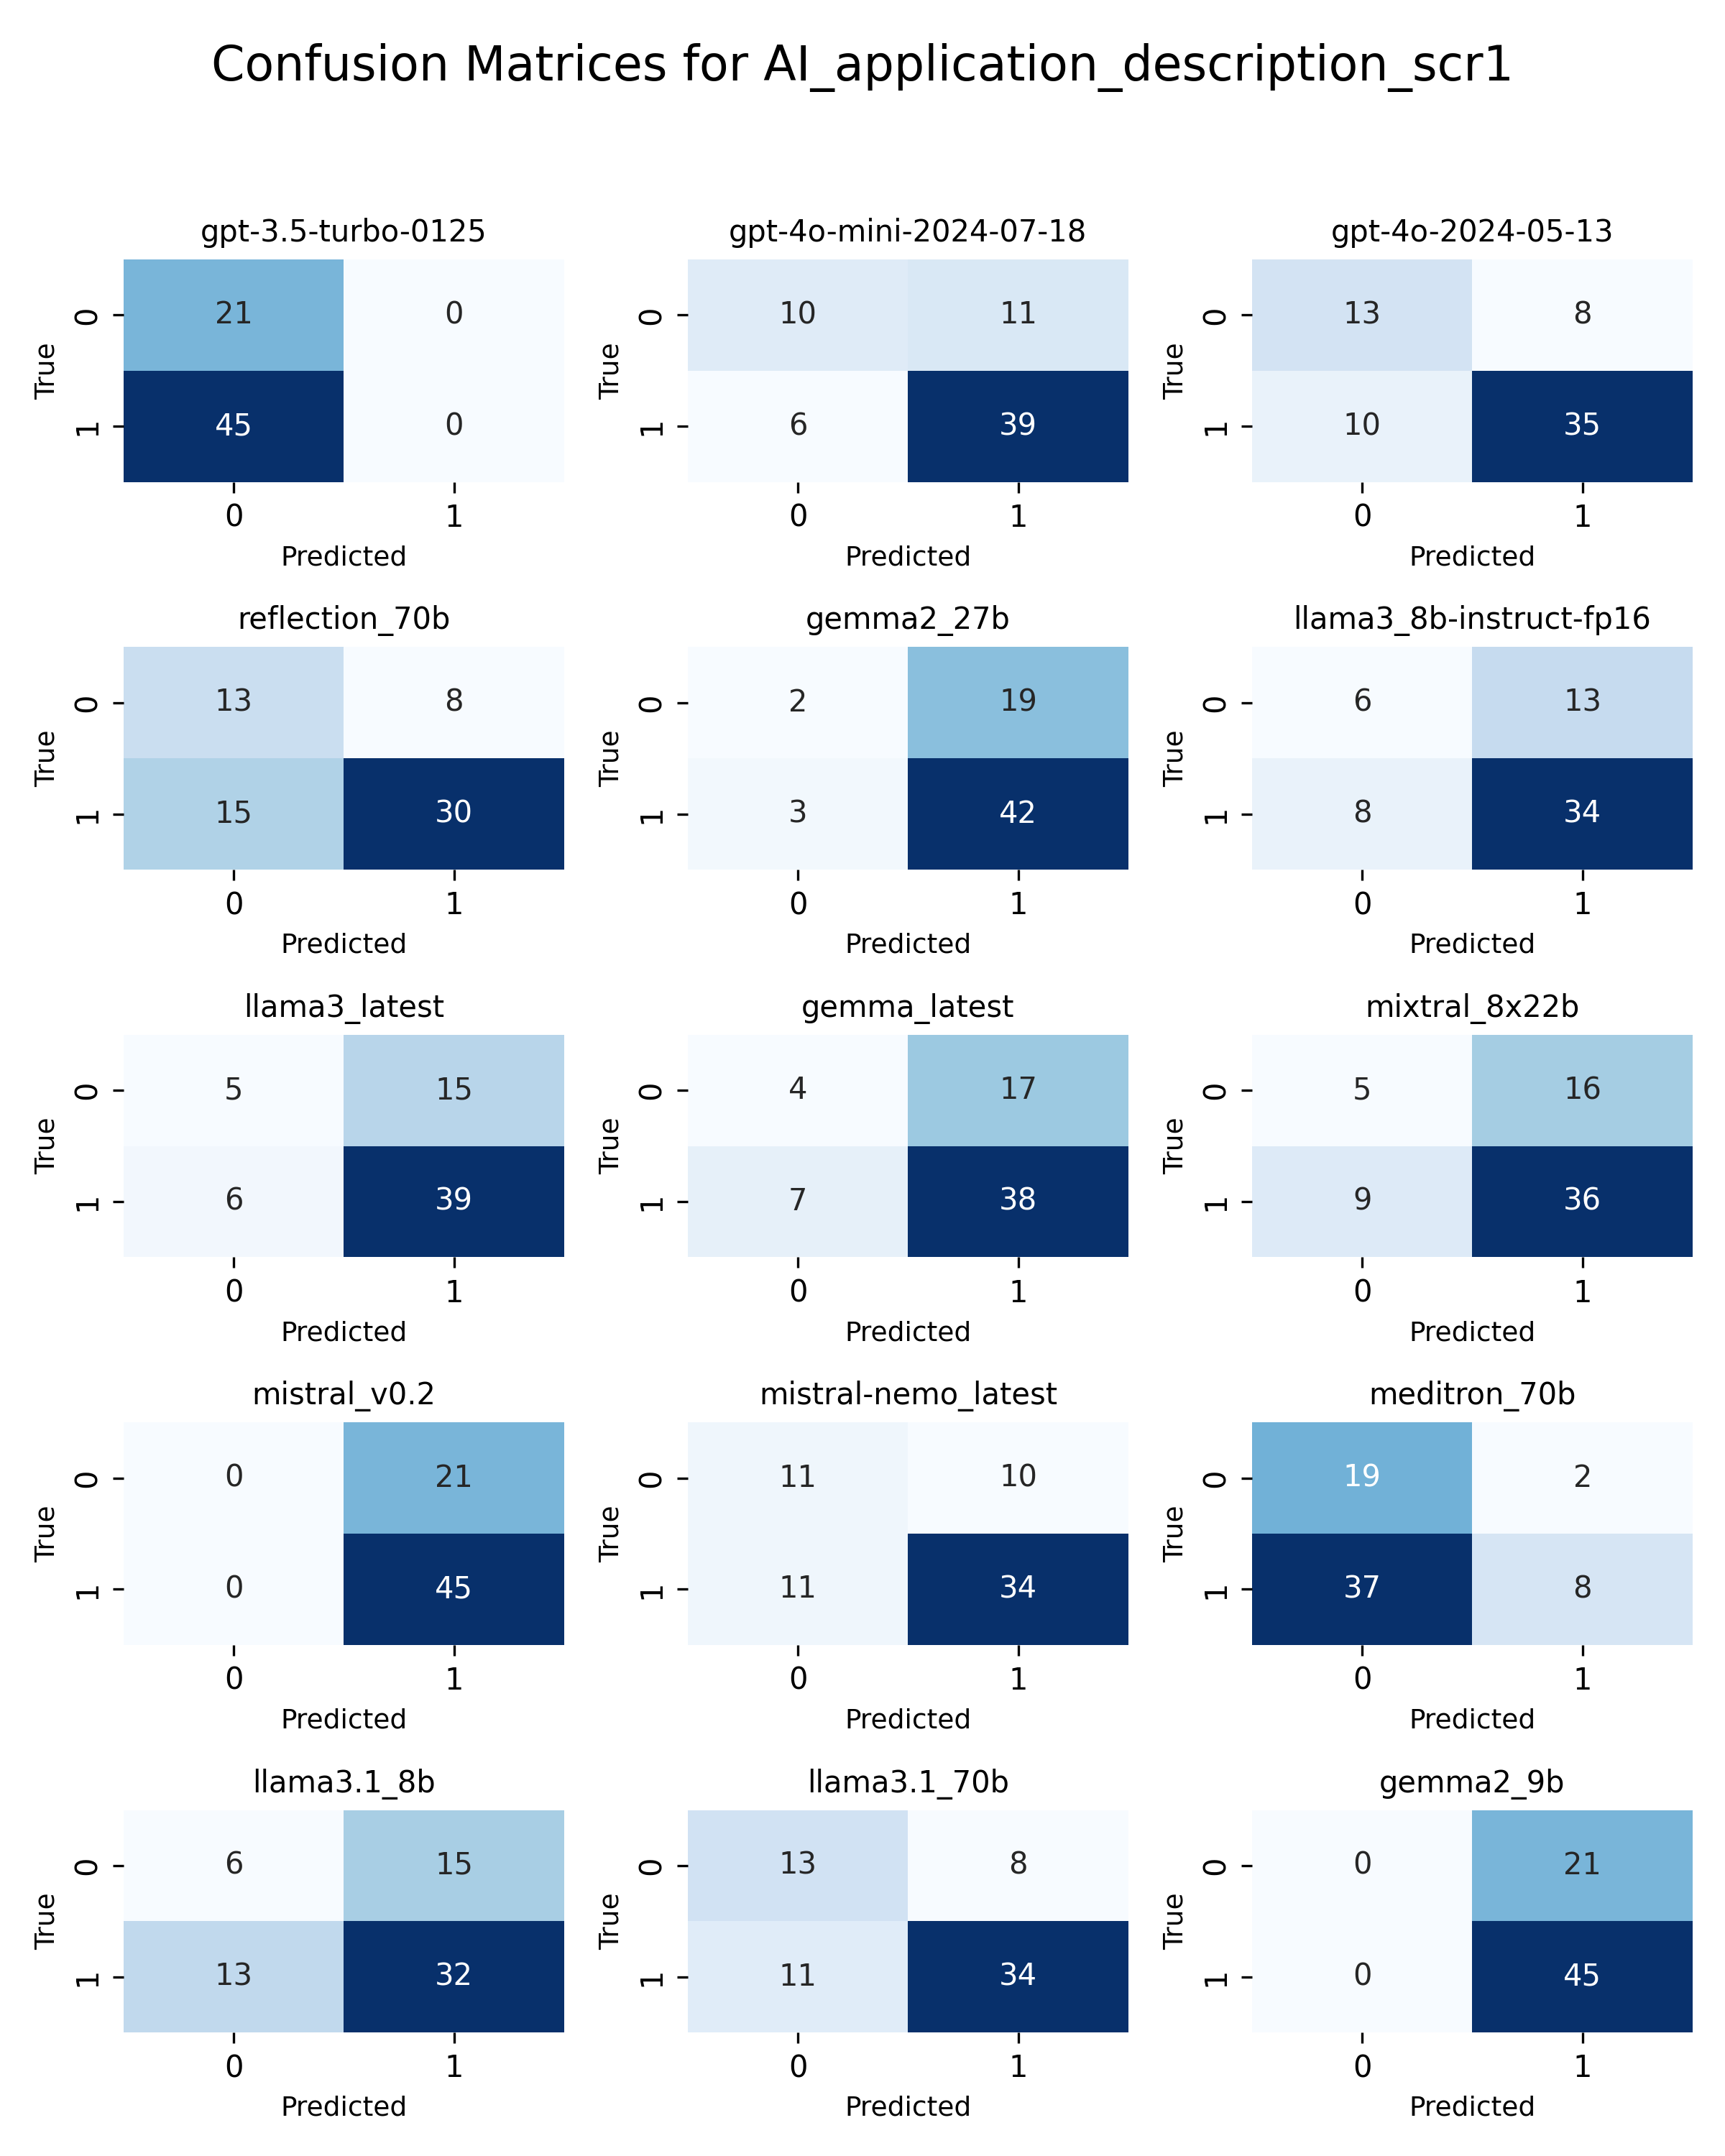 Confusion Matrices for AI_application_description_scr1
gpt-3.5-turbo-0125
True
0
21
0
1
45
0
0
1
Predicted
gpt-4o-mini-2024-07-18
True
0
10
11
1
6
39
0
1
Predicted
gpt-4o-2024-05-13
True
0
13
8
1
10
35
0
1
Predicted
reflection_70b
True
0
13
8
1
15
30
0
1
Predicted
gemma2_27b
True
0
2
19
1
3
42
0
1
Predicted
llama3_8b-instruct-fp16
True
0
6
13
1
8
34
0
1
Predicted
llama3_latest
True
0
5
15
1
6
39
0
1
Predicted
gemma_latest
True
0
4
17
1
7
38
0
1
Predicted
mixtral_8x22b
True
0
5
16
1
9
36
0
1
Predicted
mistral_v0.2
True
0
0
21
1
0
45
0
1
Predicted
mistral-nemo_latest
True
0
11
10
1
11
34
0
1
Predicted
meditron_70b
True
0
19
2
1
37
8
0
1
Predicted
llama3.1_8b
True
0
6
15
1
13
32
0
1
Predicted
llama3.1_70b
True
0
13
8
1
11
34
0
1
Predicted
gemma2_9b
True
0
0
21
1
0
45
0
1
Predicted